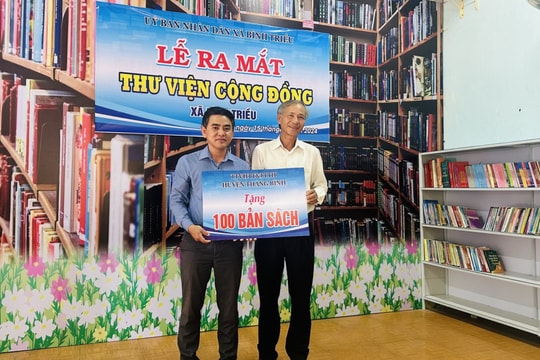 ỦY BAN NHÂN DÂN XÃ BÌNH TRIỀU
LỄ RA MẮT
THƯ VIỆN CỘNG ĐỒNG
XÃ TRIỀU
2024
HUYỆN THĂNG BÌNH
Tặng
100 BẢN SÁCH